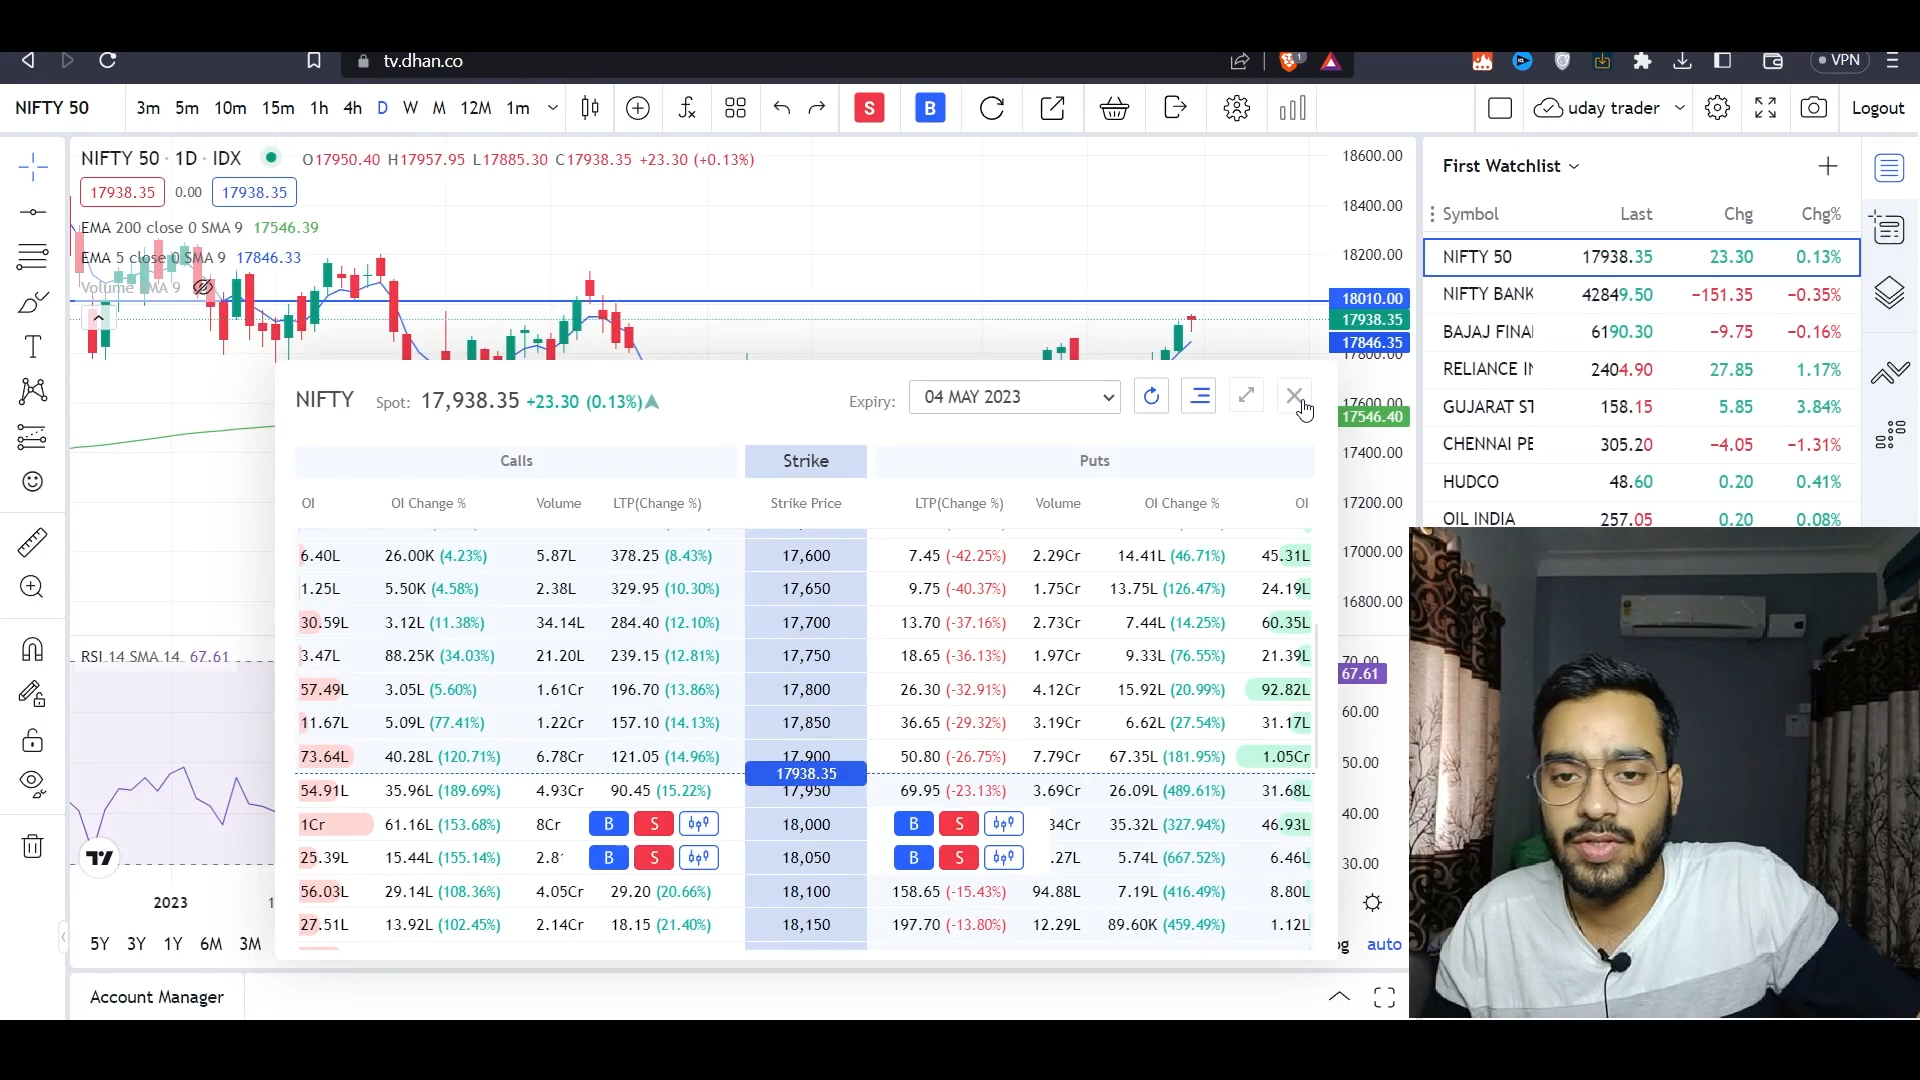 tv.dhan.co
1
VPN
NIFTY 50 3m 5m 10m 15m 1h 4h D W M 12M 1m S B uday trader Logout
NIFTY 50 · 1D · IDX O17950.40 H17957.95 L17885.30 C17938.35 +23.30 (+0.13%)
17938.35 0.00 17938.35
EMA 200 close 0 SMA 9 17546.39
EMA 5 close 0 SMA 9 17846.33
Volume SMA 9
18600.00
18400.00
18200.00
18010.00
17938.35
17846.35
17800.00
17600.00
17546.40
17400.00
17200.00
17000.00
16800.00
70.00
67.61
60.00
50.00
40.00
30.00
auto
First Watchlist
Symbol Last Chg Chg%
NIFTY 50 17938.35 23.30 0.13%
NIFTY BANK 42849.50 −151.35 −0.35%
BAJAJ FINAI 6190.30 −9.75 −0.16%
RELIANCE IN 2404.90 27.85 1.17%
GUJARAT ST 158.15 5.85 3.84%
CHENNAI PE 305.20 −4.05 −1.31%
HUDCO 48.60 0.20 0.41%
OIL INDIA 257.05 0.20 0.08%
NIFTY Spot: 17,938.35 +23.30 (0.13%) Expiry: 04 MAY 2023
Calls Strike Puts
OI OI Change % Volume LTP(Change %) Strike Price LTP(Change %) Volume OI Change % OI
6.40L 26.00K (4.23%) 5.87L 378.25 (8.43%) 17,600 7.45 (-42.25%) 2.29Cr 14.41L (46.71%) 45.31L
1.25L 5.50K (4.58%) 2.38L 329.95 (10.30%) 17,650 9.75 (-40.37%) 1.75Cr 13.75L (126.47%) 24.19L
30.59L 3.12L (11.38%) 34.14L 284.40 (12.10%) 17,700 13.70 (-37.16%) 2.73Cr 7.44L (14.25%) 60.35L
3.47L 88.25K (34.03%) 21.20L 239.15 (12.81%) 17,750 18.65 (-36.13%) 1.97Cr 9.33L (76.55%) 21.39L
57.49L 3.05L (5.60%) 1.61Cr 196.70 (13.86%) 17,800 26.30 (-32.91%) 4.12Cr 15.92L (20.99%) 92.82L
11.67L 5.09L (77.41%) 1.22Cr 157.10 (14.13%) 17,850 36.65 (-29.32%) 3.19Cr 6.62L (27.54%) 31.17L
73.64L 40.28L (120.71%) 6.78Cr 121.05 (14.96%) 17,900 50.80 (-26.75%) 7.79Cr 67.35L (181.95%) 1.05Cr
17938.35
54.91L 35.96L (189.69%) 4.93Cr 90.45 (15.22%) 17,950 69.95 (-23.13%) 3.69Cr 26.09L (489.61%) 31.68L
1Cr 61.16L (153.68%) 8Cr B S 18,000 B S 34Cr 35.32L (327.94%) 46.93L
25.39L 15.44L (155.14%) 2.8 B S 18,050 B S .27L 5.74L (667.52%) 6.46L
56.03L 29.14L (108.36%) 4.05Cr 29.20 (20.66%) 18,100 158.65 (-15.43%) 94.88L 7.19L (416.49%) 8.80L
27.51L 13.92L (102.45%) 2.14Cr 18.15 (21.40%) 18,150 197.70 (-13.80%) 12.29L 89.60K (459.49%) 1.12L
RSI 14 SMA 14 67.61
2023
5Y 3Y 1Y 6M 3M
Account Manager